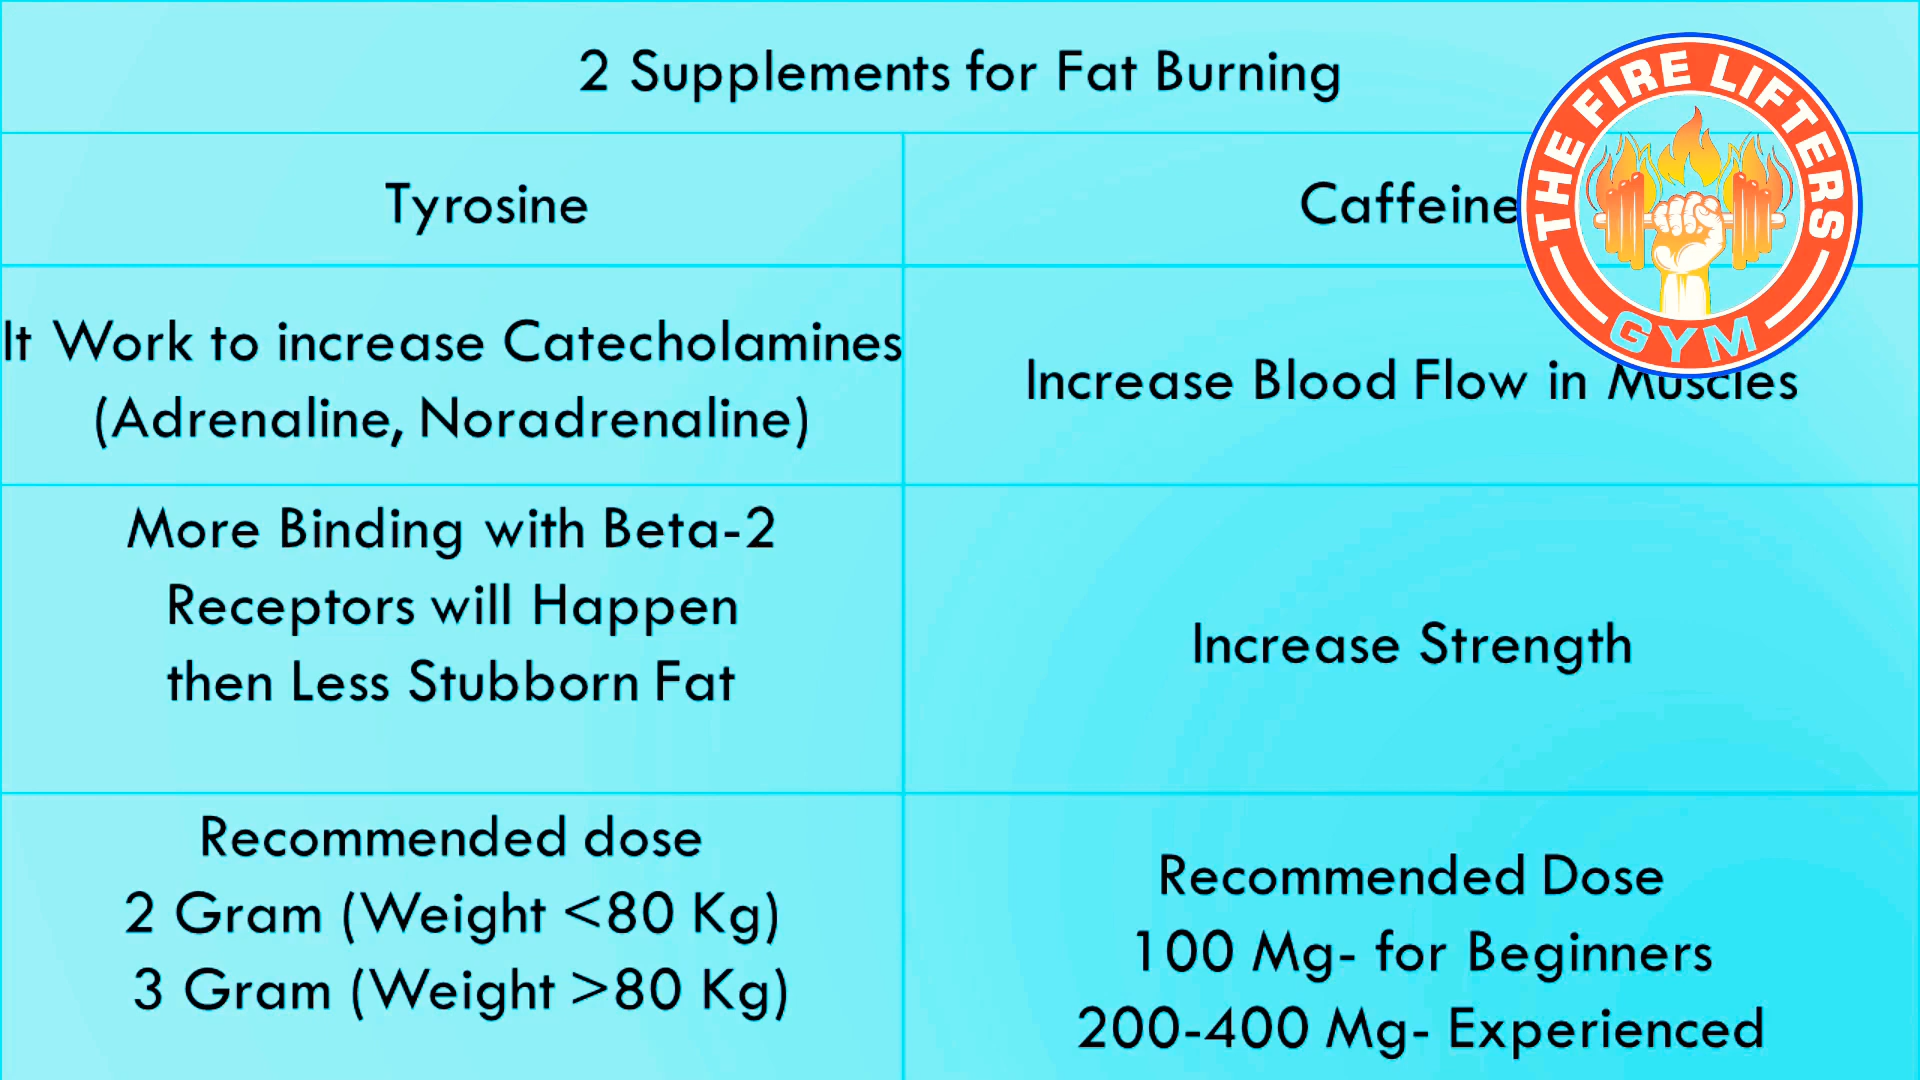 2 Supplements for Fat Burning
THE FIRE LIFTERS
GYM
Tyrosine
Caffeine
It Work to increase Catecholamines
(Adrenaline, Noradrenaline)
Increase Blood Flow in Muscles
More Binding with Beta-2
Receptors will Happen
then Less Stubborn Fat
Increase Strength
Recommended dose
2 Gram (Weight <80 Kg)
3 Gram (Weight >80 Kg)
Recommended Dose
100 Mg- for Beginners
200-400 Mg- Experienced